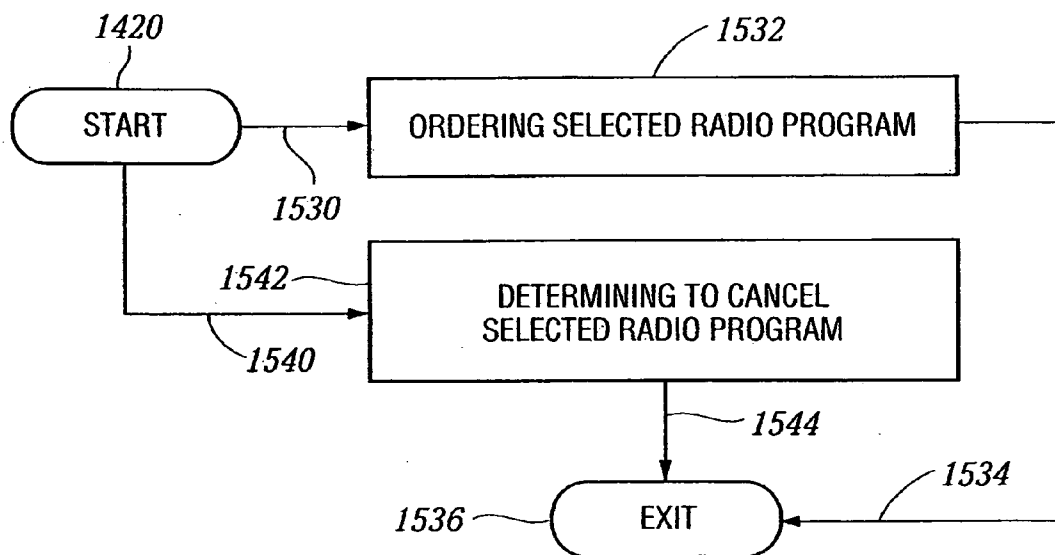 1420
1532
START
ORDERING SELECTED RADIO PROGRAM
1530
1542
DETERMINING TO CANCEL
SELECTED RADIO PROGRAM
1540
1544
1534
1536
EXIT